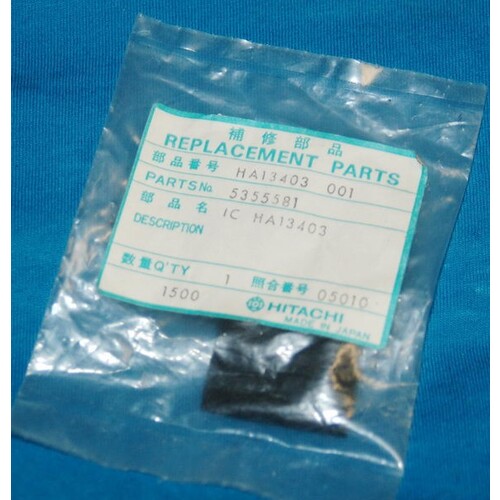 補修部品
REPLACEMENT PARTS
部品番号 HA13403 001
PARTS No. 5355581
部品名 IC HA13403
DESCRIPTION
数量Q'TY 1 照合番号 05010
1500 HITACHI
MADE IN JAPAN